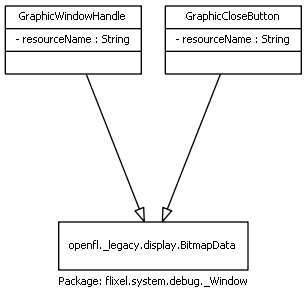 GraphicWindowHandle
- resourceName : String
GraphicCloseButton
- resourceName : String
openfl._legacy.display.BitmapData
Package: flixel.system.debug._Window